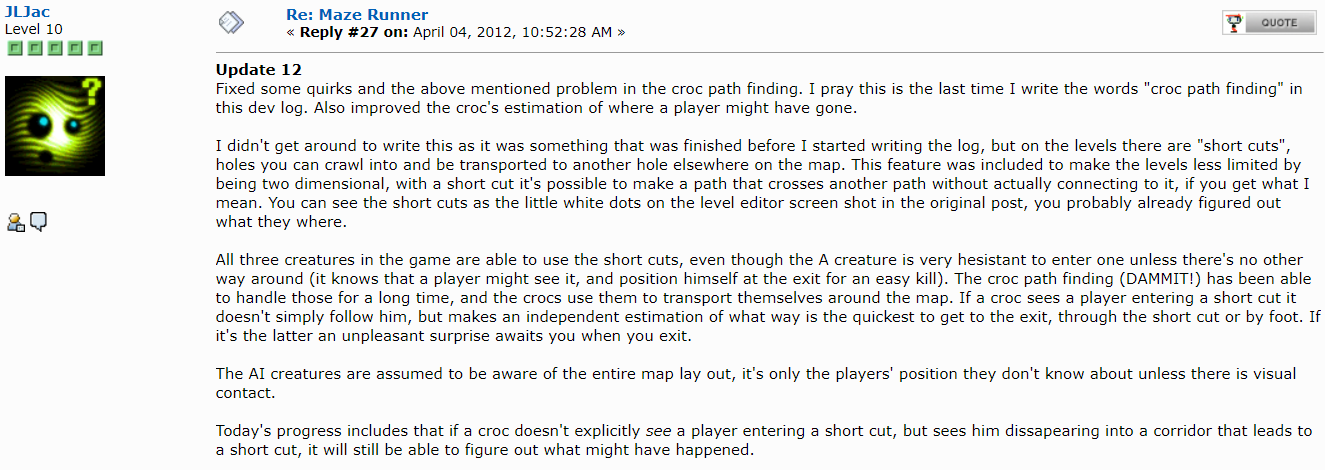 JLJac
Level 10
Re: Maze Runner
« Reply #27 on: April 04, 2012, 10:52:28 AM »
QUOTE
Update 12
Fixed some quirks and the above mentioned problem in the croc path finding. I pray this is the last time I write the words "croc path finding" in
this dev log. Also improved the croc's estimation of where a player might have gone.
I didn't get around to write this as it was something that was finished before I started writing the log, but on the levels there are "short cuts",
holes you can crawl into and be transported to another hole elsewhere on the map. This feature was included to make the levels less limited by
being two dimensional, with a short cut it's possible to make a path that crosses another path without actually connecting to it, if you get what I
mean. You can see the short cuts as the little white dots on the level editor screen shot in the original post, you probably already figured out
what they where.
All three creatures in the game are able to use the short cuts, even though the A creature is very hesistant to enter one unless there's no other
way around (it knows that a player might see it, and position himself at the exit for an easy kill). The croc path finding (DAMMIT!) has been able
to handle those for a long time, and the crocs use them to transport themselves around the map. If a croc sees a player entering a short cut it
doesn't simply follow him, but makes an independent estimation of what way is the quickest to get to the exit, through the short cut or by foot. If
it's the latter an unpleasant surprise awaits you when you exit.
The AI creatures are assumed to be aware of the entire map lay out, it's only the players' position they don't know about unless there is visual
contact.
Today's progress includes that if a croc doesn't explicitly see a player entering a short cut, but sees him dissapearing into a corridor that leads to
a short cut, it will still be able to figure out what might have happened.